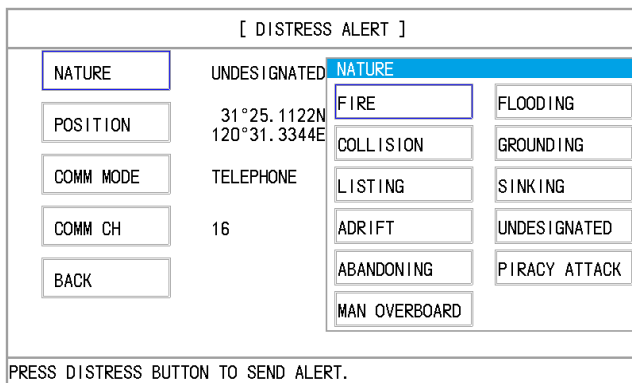 [ DISTRESS ALERT ]
NATURE UNDESIGNATED
POSITION 31°25.1122N
120°31.3344E
COMM MODE TELEPHONE
COMM CH 16
BACK
NATURE
FIRE FLOODING
COLLISION GROUNDING
LISTING SINKING
ADRIFT UNDESIGNATED
ABANDONING PIRACY ATTACK
MAN OVERBOARD
PRESS DISTRESS BUTTON TO SEND ALERT.